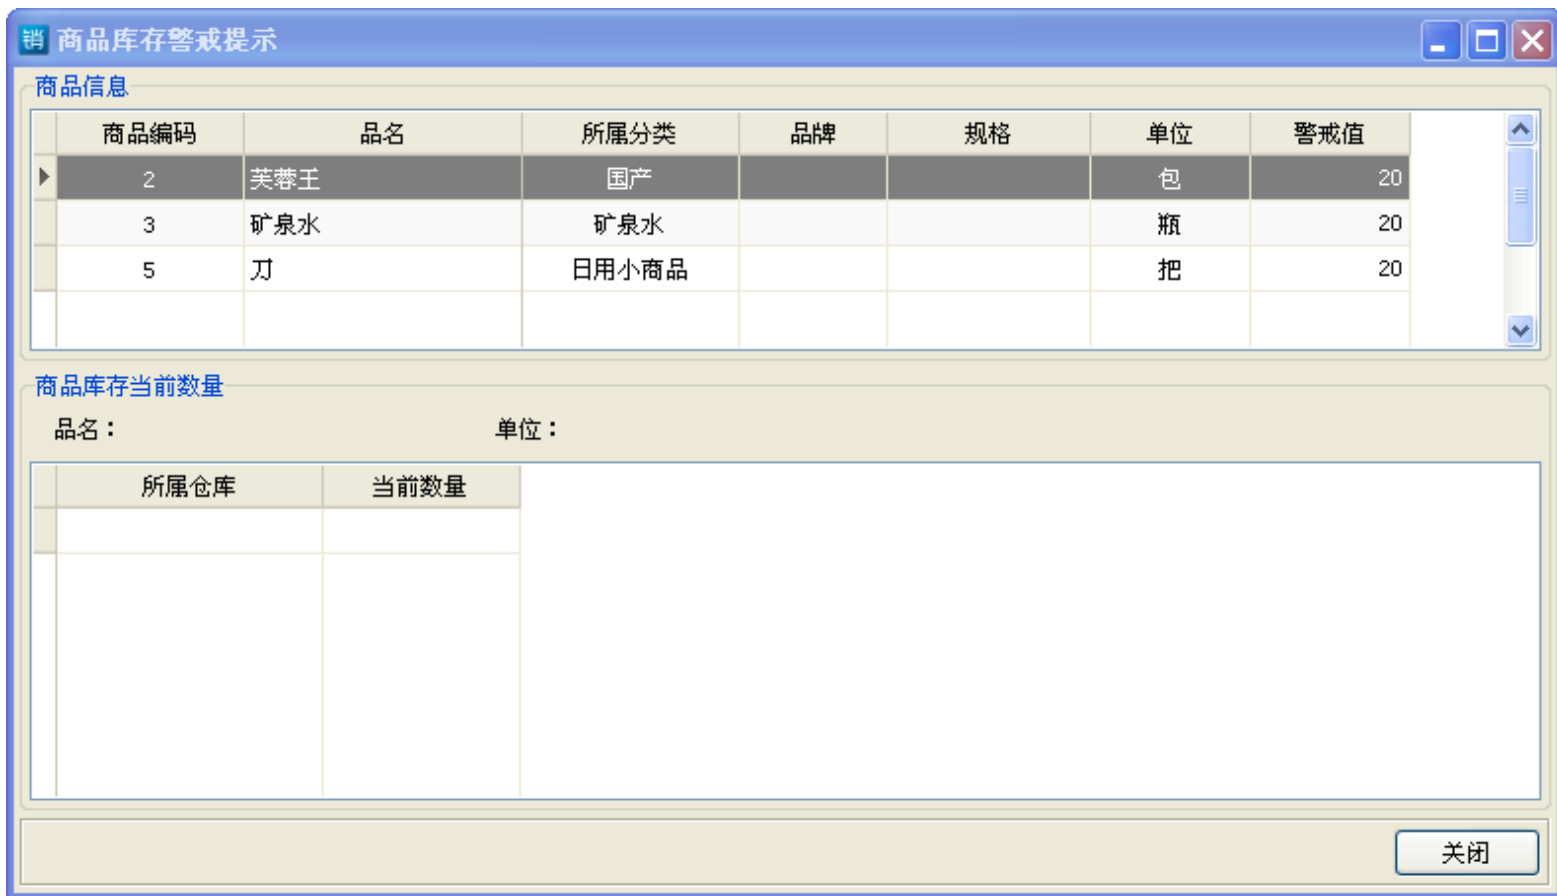 销 商品库存警戒提示
商品信息
商品编码 品名 所属分类 品牌 规格 单位 警戒值
2 芙蓉王 国产 包 20
3 矿泉水 矿泉水 瓶 20
5 刀 日用小商品 把 20
商品库存当前数量
品名： 单位：
所属仓库 当前数量
关闭